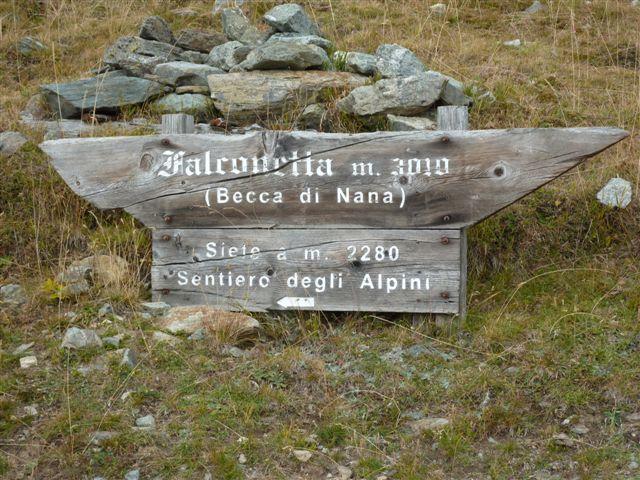 Falconetta m. 3010
(Becca di Nana)
Siete à m. 2280
Sentiero degli Alpini